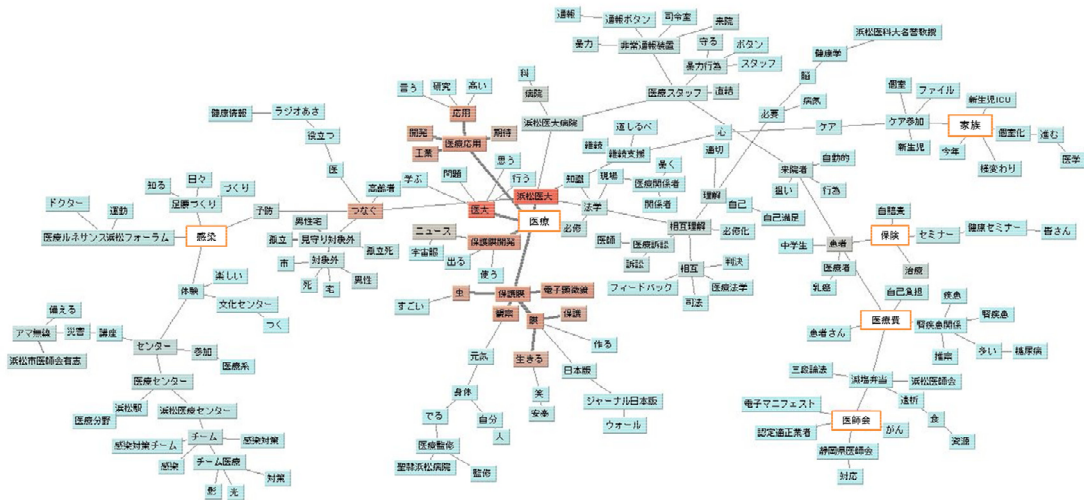 通報
通報ボタン
司令室
来院
暴力
非常通報装置
守る
ボタン
暴力行為
スタッフ
医療スタッフ
直結
浜松医科大名誉教授
健康学
脳
病気
必要
科
病院
浜松医大病院
言う
研究
高い
応用
開発
医療応用
期待
工業
道しるべ
継続
継続支援
心
ケア
適切
個室
ファイル
ケア参加
新生児
新生児ICU
家族
個室化
進む
今年
様変わり
医学
健康情報
ラジオあさ
役立つ
医
高齢者
学ぶ
問題
思う
行う
浜松医大
医大
医療
知識
現場
働く
医療関係者
関係者
法学
必修
理解
自己
自己満足
来院者
自動的
狙い
行為
知る
日々
づくり
足腰づくり
ドクター
運動
医療ルネサンス浜松フォーラム
予防
感染
つなぐ
男性宅
孤立
見守り対象外
孤立死
対象外
市
死
宅
男性
ニュース
宇宙服
保護膜開発
出る
使う
医師
医療訴訟
訴訟
相互理解
必修化
相互
判決
フィードバック
医療法学
司法
自賠責
保険
セミナー
健康セミナー
皆さん
中学生
患者
治療
医療者
乳癌
楽しい
体験
文化センター
つく
備える
アマ無線
災害
講座
浜松市医師会有志
センター
参加
医療系
医療センター
浜松駅
医療分野
浜松医療センター
チーム
感染対策チーム
感染対策
感染
チーム医療
対策
影
光
虫
すごい
保護膜
電子顕微鏡
観察
膜
保護
生きる
作る
元気
笑
安楽
日本版
ジャーナル日本版
ウォール
身体
でる
自分
人
医療監修
聖隷浜松病院
監修
自己負担
医療費
患者さん
疾患
腎疾患関係
腎疾患
推定
多い
糖尿病
三段論法
減塩弁当
浜松医師会
透析
食
資源
電子マニフェスト
医師会
がん
認定適正業者
静岡県医師会
対応